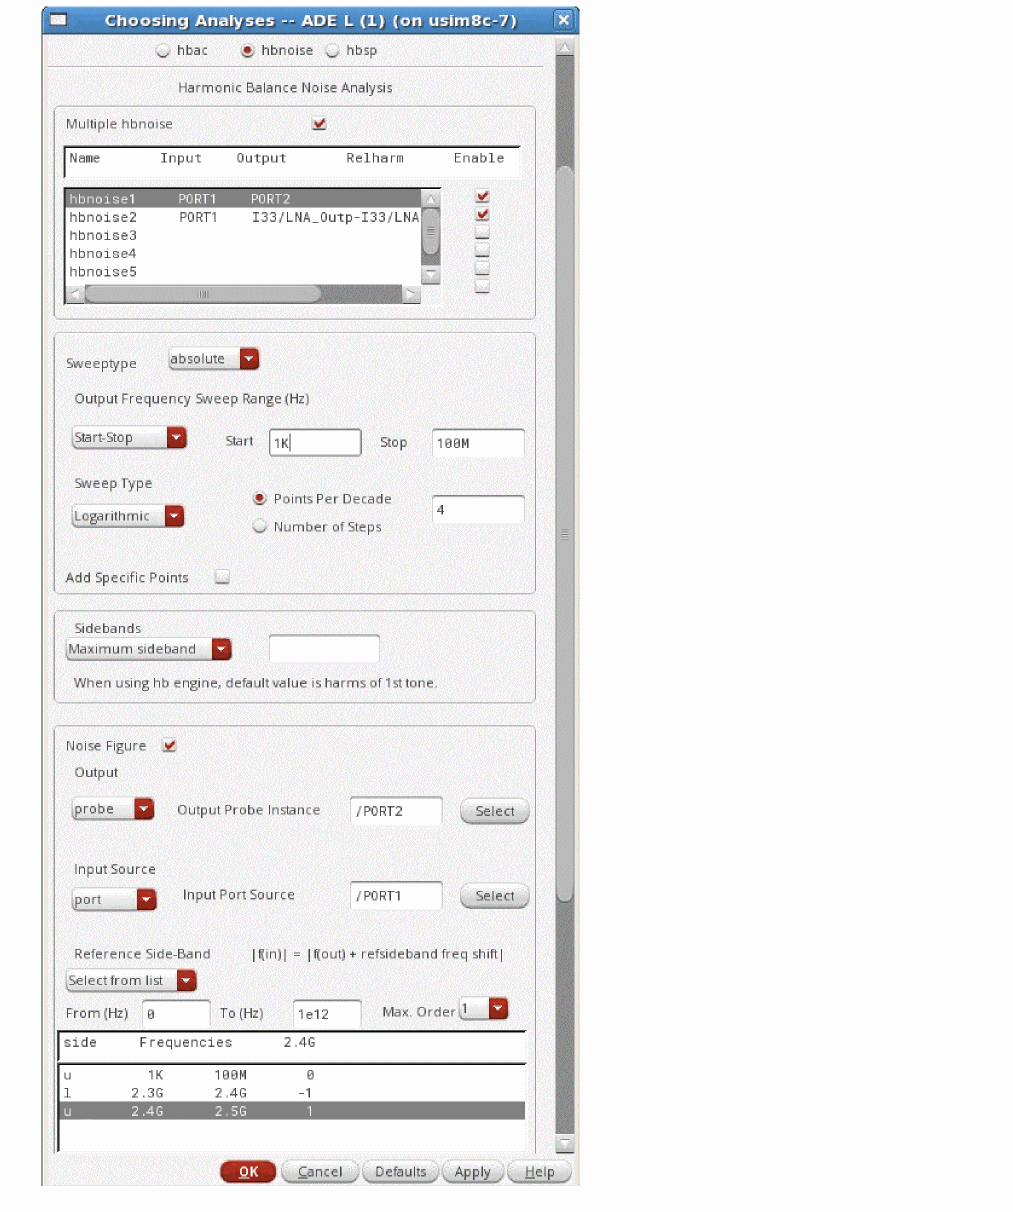 Choosing Analyses -- ADE L (1) (on usim8c-7)
hbac hbnoise hbsp
Harmonic Balance Noise Analysis
Multiple hbnoise
Name Input Output Relharm Enable
hbnoise1 PORT1 PORT2
hbnoise2 PORT1 I33/LNA_Outp-I33/LNA
hbnoise3
hbnoise4
hbnoise5
Sweeptype absolute
Output Frequency Sweep Range (Hz)
Start-Stop Start 1K Stop 100M
Sweep Type
Logarithmic
Points Per Decade 4
Number of Steps
Add Specific Points
Sidebands
Maximum sideband
When using hb engine, default value is harms of 1st tone.
Noise Figure
Output
probe Output Probe Instance /PORT2 Select
Input Source
port Input Port Source /PORT1 Select
Reference Side-Band |f(in)| = |f(out) + refsideband freq shift|
Select from list
From (Hz) 0 To (Hz) 1e12 Max. Order 1
side Frequencies 2.4G
u 1K 100M 0
l 2.3G 2.4G -1
u 2.4G 2.5G 1
OK Cancel Defaults Apply Help